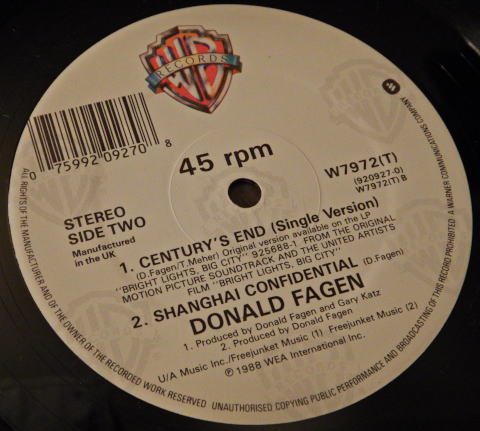 WB
RECORDS
0 75992 09270 8
45 rpm
W7972(T)
(920927-0)
W7972(T) B
STEREO
SIDE TWO
Manufactured
in the UK
1. CENTURY'S END (Single Version)
(D.Fagen/T.Meher) Original version available on the LP
"BRIGHT LIGHTS, BIG CITY" 925688-1 FROM THE ORIGINAL
MOTION PICTURE SOUNDTRACK AND THE UNITED ARTISTS
FILM "BRIGHT LIGHTS, BIG CITY"
2. SHANGHAI CONFIDENTIAL (D.Fagen)
DONALD FAGEN
1. Produced by Donald Fagen and Gary Katz
2. Produced by Donald Fagen
U/A Music Inc./Freejunket Music (1) Freejunket Music (2)
℗ 1988 WEA International Inc.
ALL RIGHTS OF THE MANUFACTURER AND OF THE OWNER OF THE RECORDED WORK RESERVED UNAUTHORISED COPYING PUBLIC PERFORMANCE AND BROADCASTING OF THIS RECORD PROHIBITED A WARNER COMMUNICATIONS COMPANY.